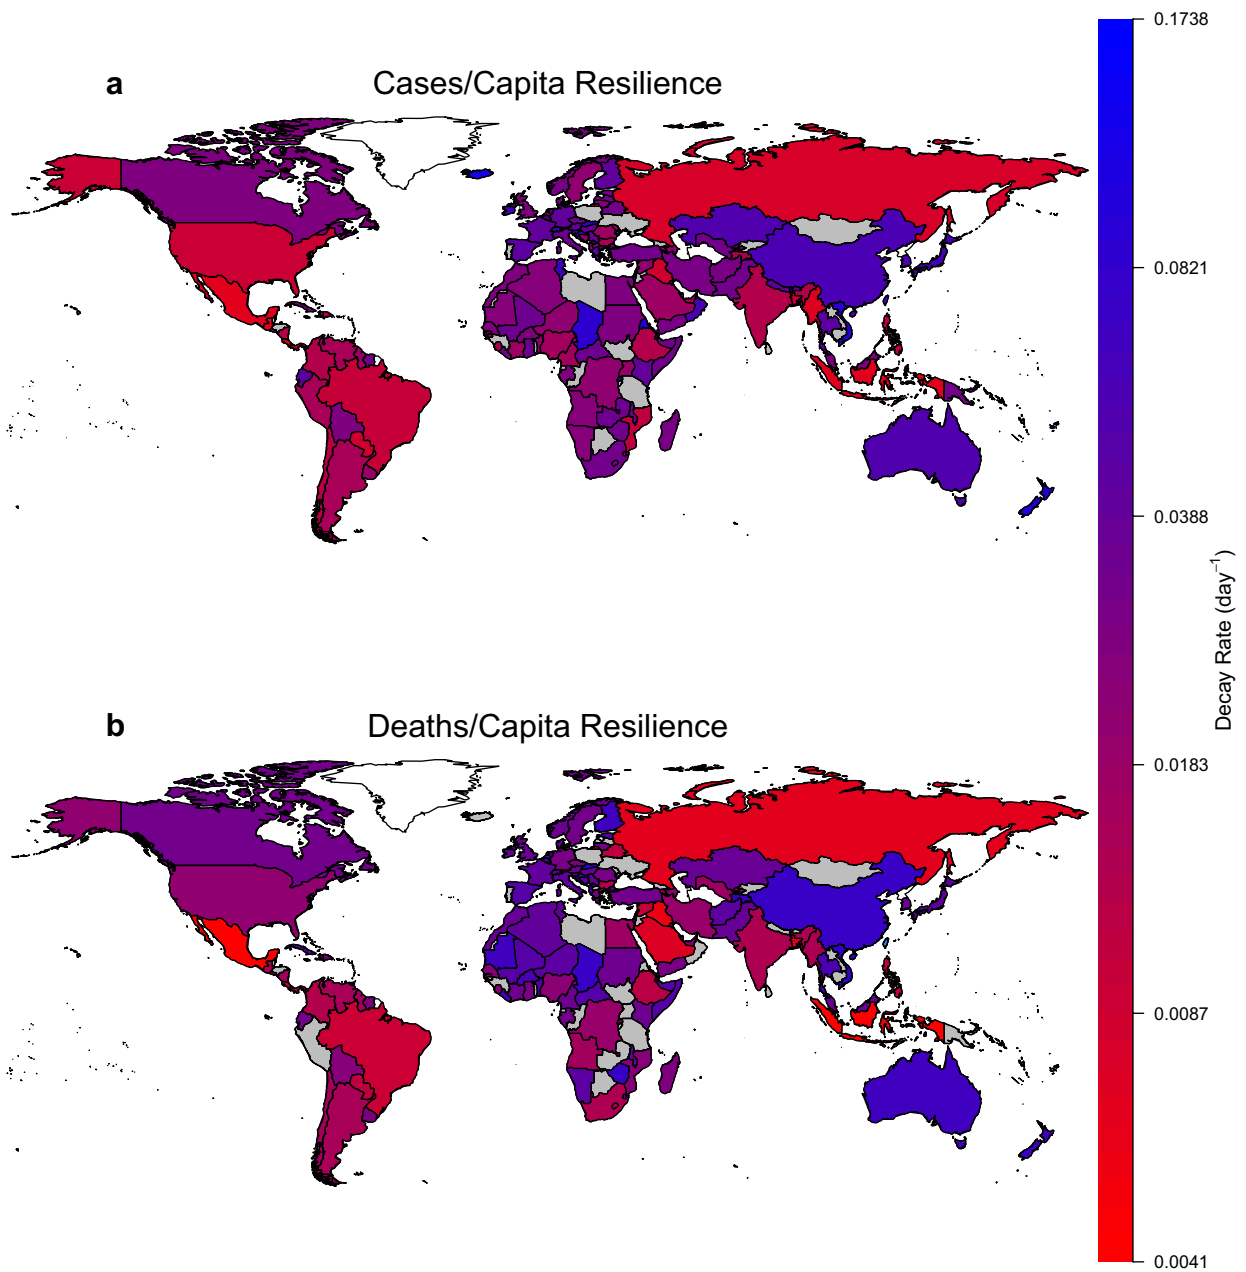 a
Cases/Capita Resilience
b
Deaths/Capita Resilience
0.1738
0.0821
0.0388
0.0183
0.0087
0.0041
Decay Rate (day⁻¹)